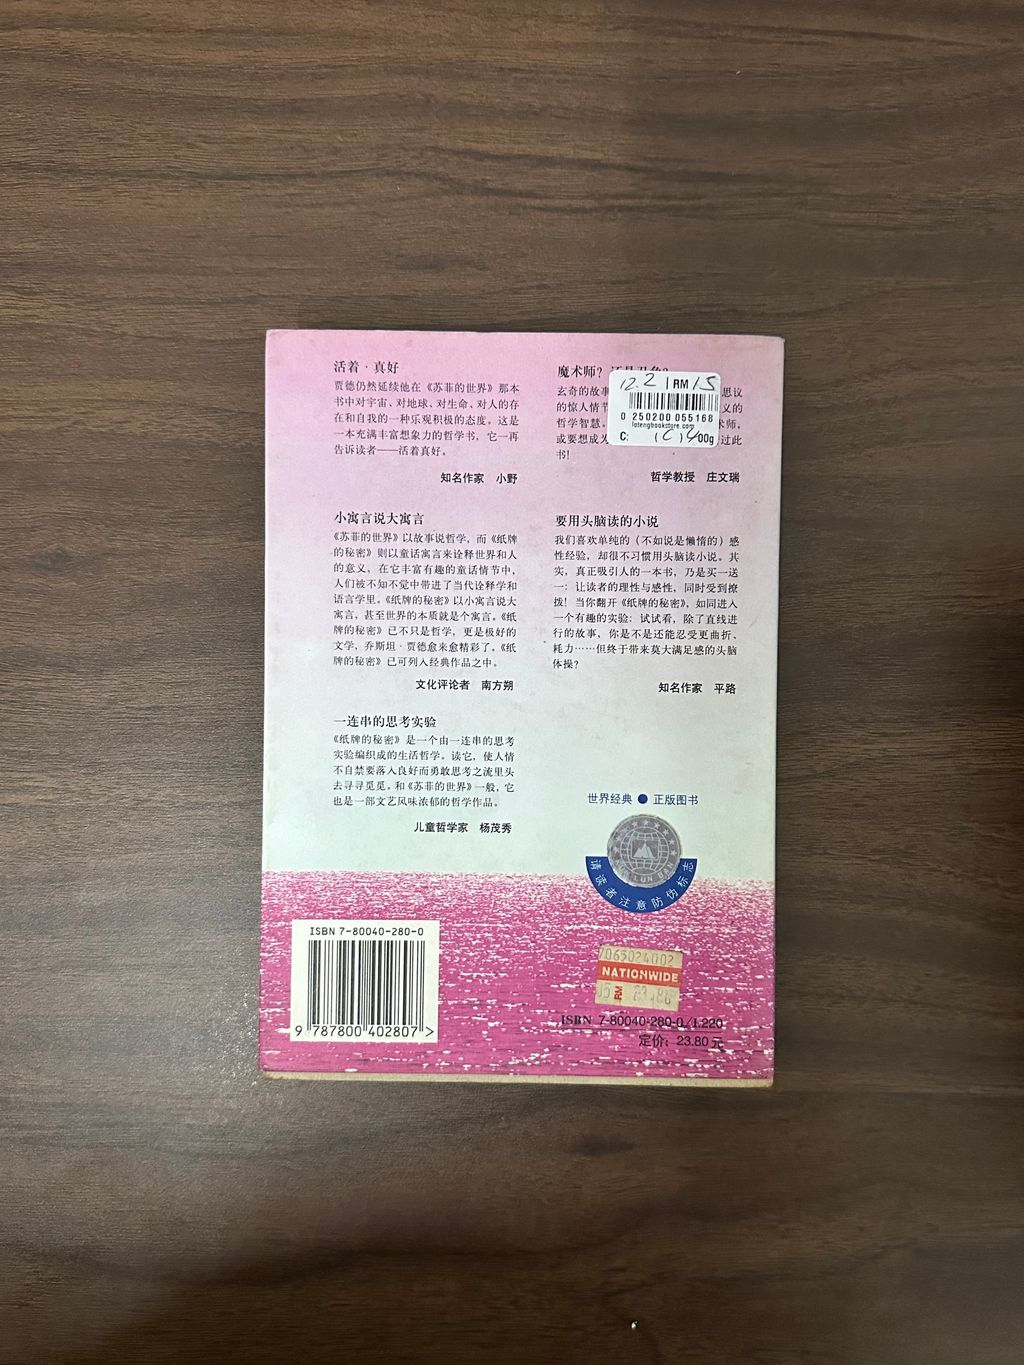 活着·真好
贾德仍然延续他在《苏菲的世界》那本
书中对宇宙、对地球、对生命、对人的存
在和自我的一种乐观积极的态度。这是
一本充满丰富想象力的哲学书，它一再
告诉读者——活着真好。
知名作家 小野
小寓言说大寓言
《苏菲的世界》以故事说哲学，而《纸牌
的秘密》则以童话寓言来诠释世界和人
的意义，在它丰富有趣的童话情节中，
人们被不知不觉中带进了当代诠释学和
语言学里。《纸牌的秘密》以小寓言说大
寓言，甚至世界的本质就是个寓言。《纸
牌的秘密》已不只是哲学，更是极好的
文学，乔斯坦·贾德愈来愈精彩了。《纸
牌的秘密》已可列入经典作品之中。
文化评论者 南方朔
一连串的思考实验
《纸牌的秘密》是一个由一连串的思考
实验编织成的生活哲学。读它，使人情
不自禁要落入良好而勇敢思考之流里头
去寻寻觅觅。和《苏菲的世界》一般，它
也是一部文艺风味浓郁的哲学作品。
儿童哲学家 杨茂秀
魔术师？
玄奇的故事 思议
的惊人情节 义的
哲学智慧。 术师，
或要想成为 过此
书！
哲学教授 庄文瑞
12.2 RM 15
0 250200 055168
lotengbookstore.com
C: 00g
要用头脑读的小说
我们喜欢单纯的（不如说是懒惰的）感
性经验，却很不习惯用头脑读小说。其
实，真正吸引人的一本书，乃是买一送
一：让读者的理性与感性，同时受到撩
拨！当你翻开《纸牌的秘密》，如同进入
一个有趣的实验：试试看，除了直线进
行的故事，你是不是还能忍受更曲折、
耗力……但终于带来莫大满足感的头脑
体操？
知名作家 平路
世界经典 ● 正版图书
LUN BAN
请读者注意防伪标志
ISBN 7-80040-280-0
9 787800 402807 >
7065024002
NATIONWIDE
RM 23.80
ISBN 7-80040-280-0/I.220
定价：23.80元